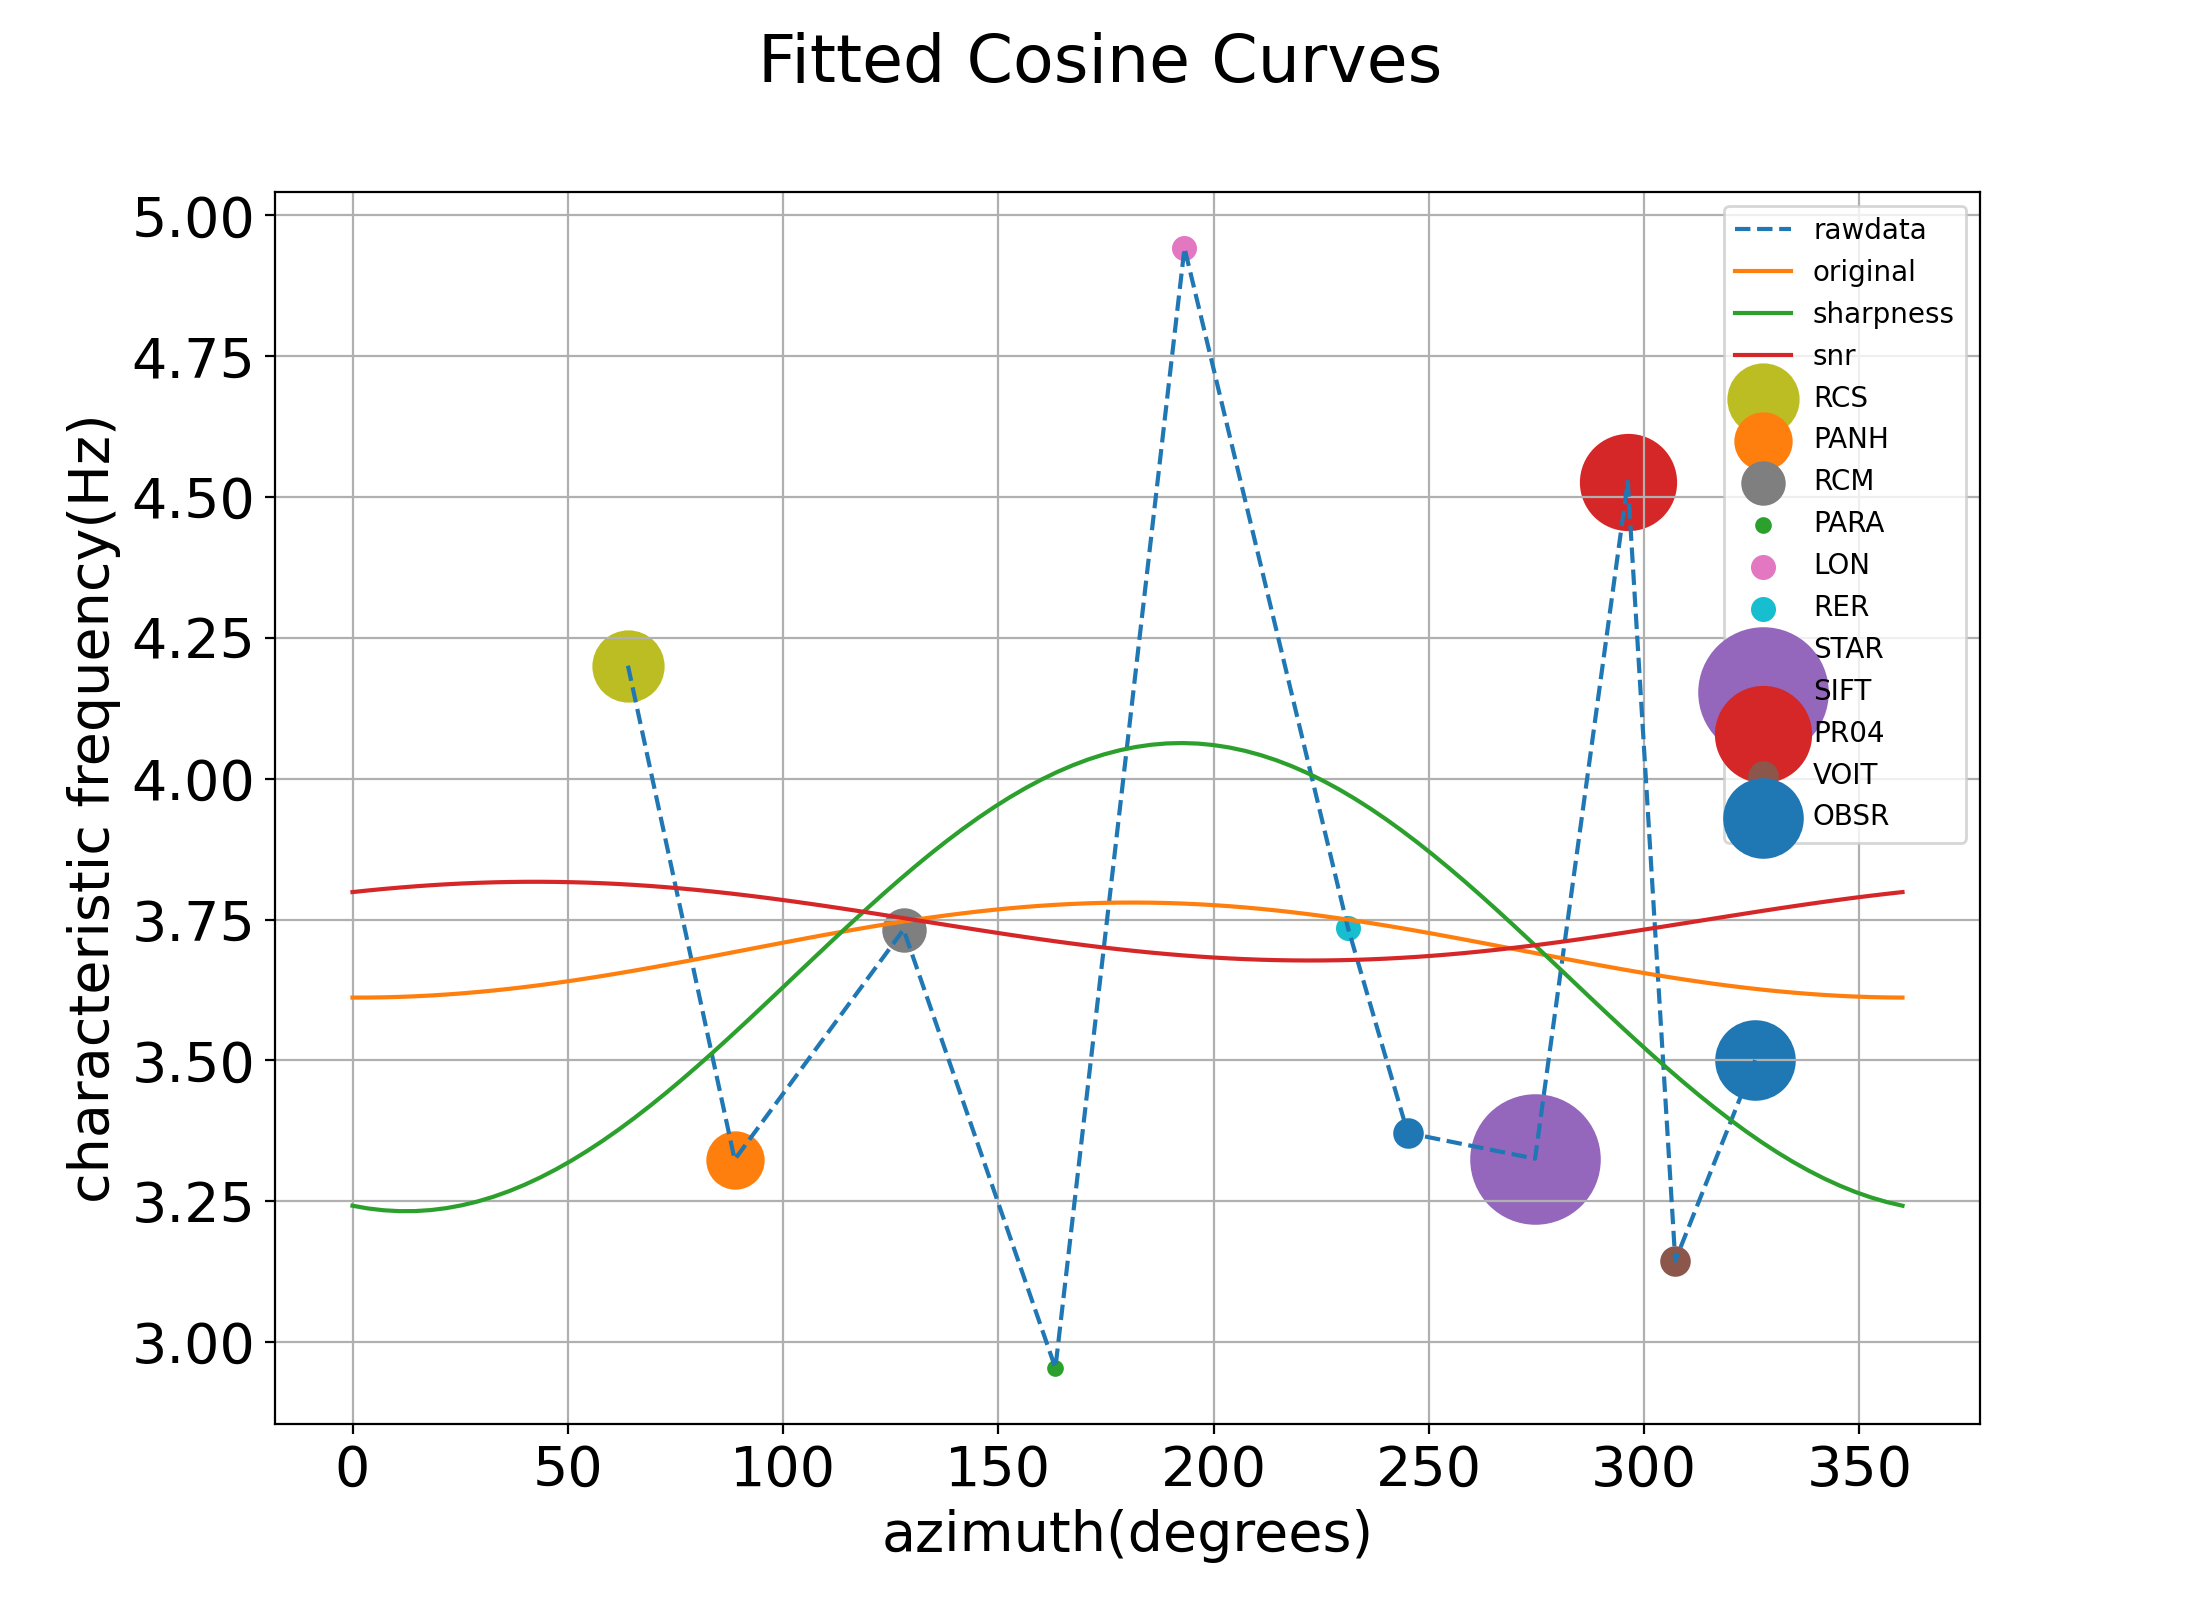 Fitted Cosine Curves
5.00
4.75
4.50
4.25
4.00
3.75
3.50
3.25
3.00
characteristic frequency(Hz)
rawdata
original
sharpness
snr
RCS
PANH
RCM
PARA
LON
RER
STAR
SIFT
PR04
VOIT
OBSR
0 50 100 150 200 250 300 350
azimuth(degrees)